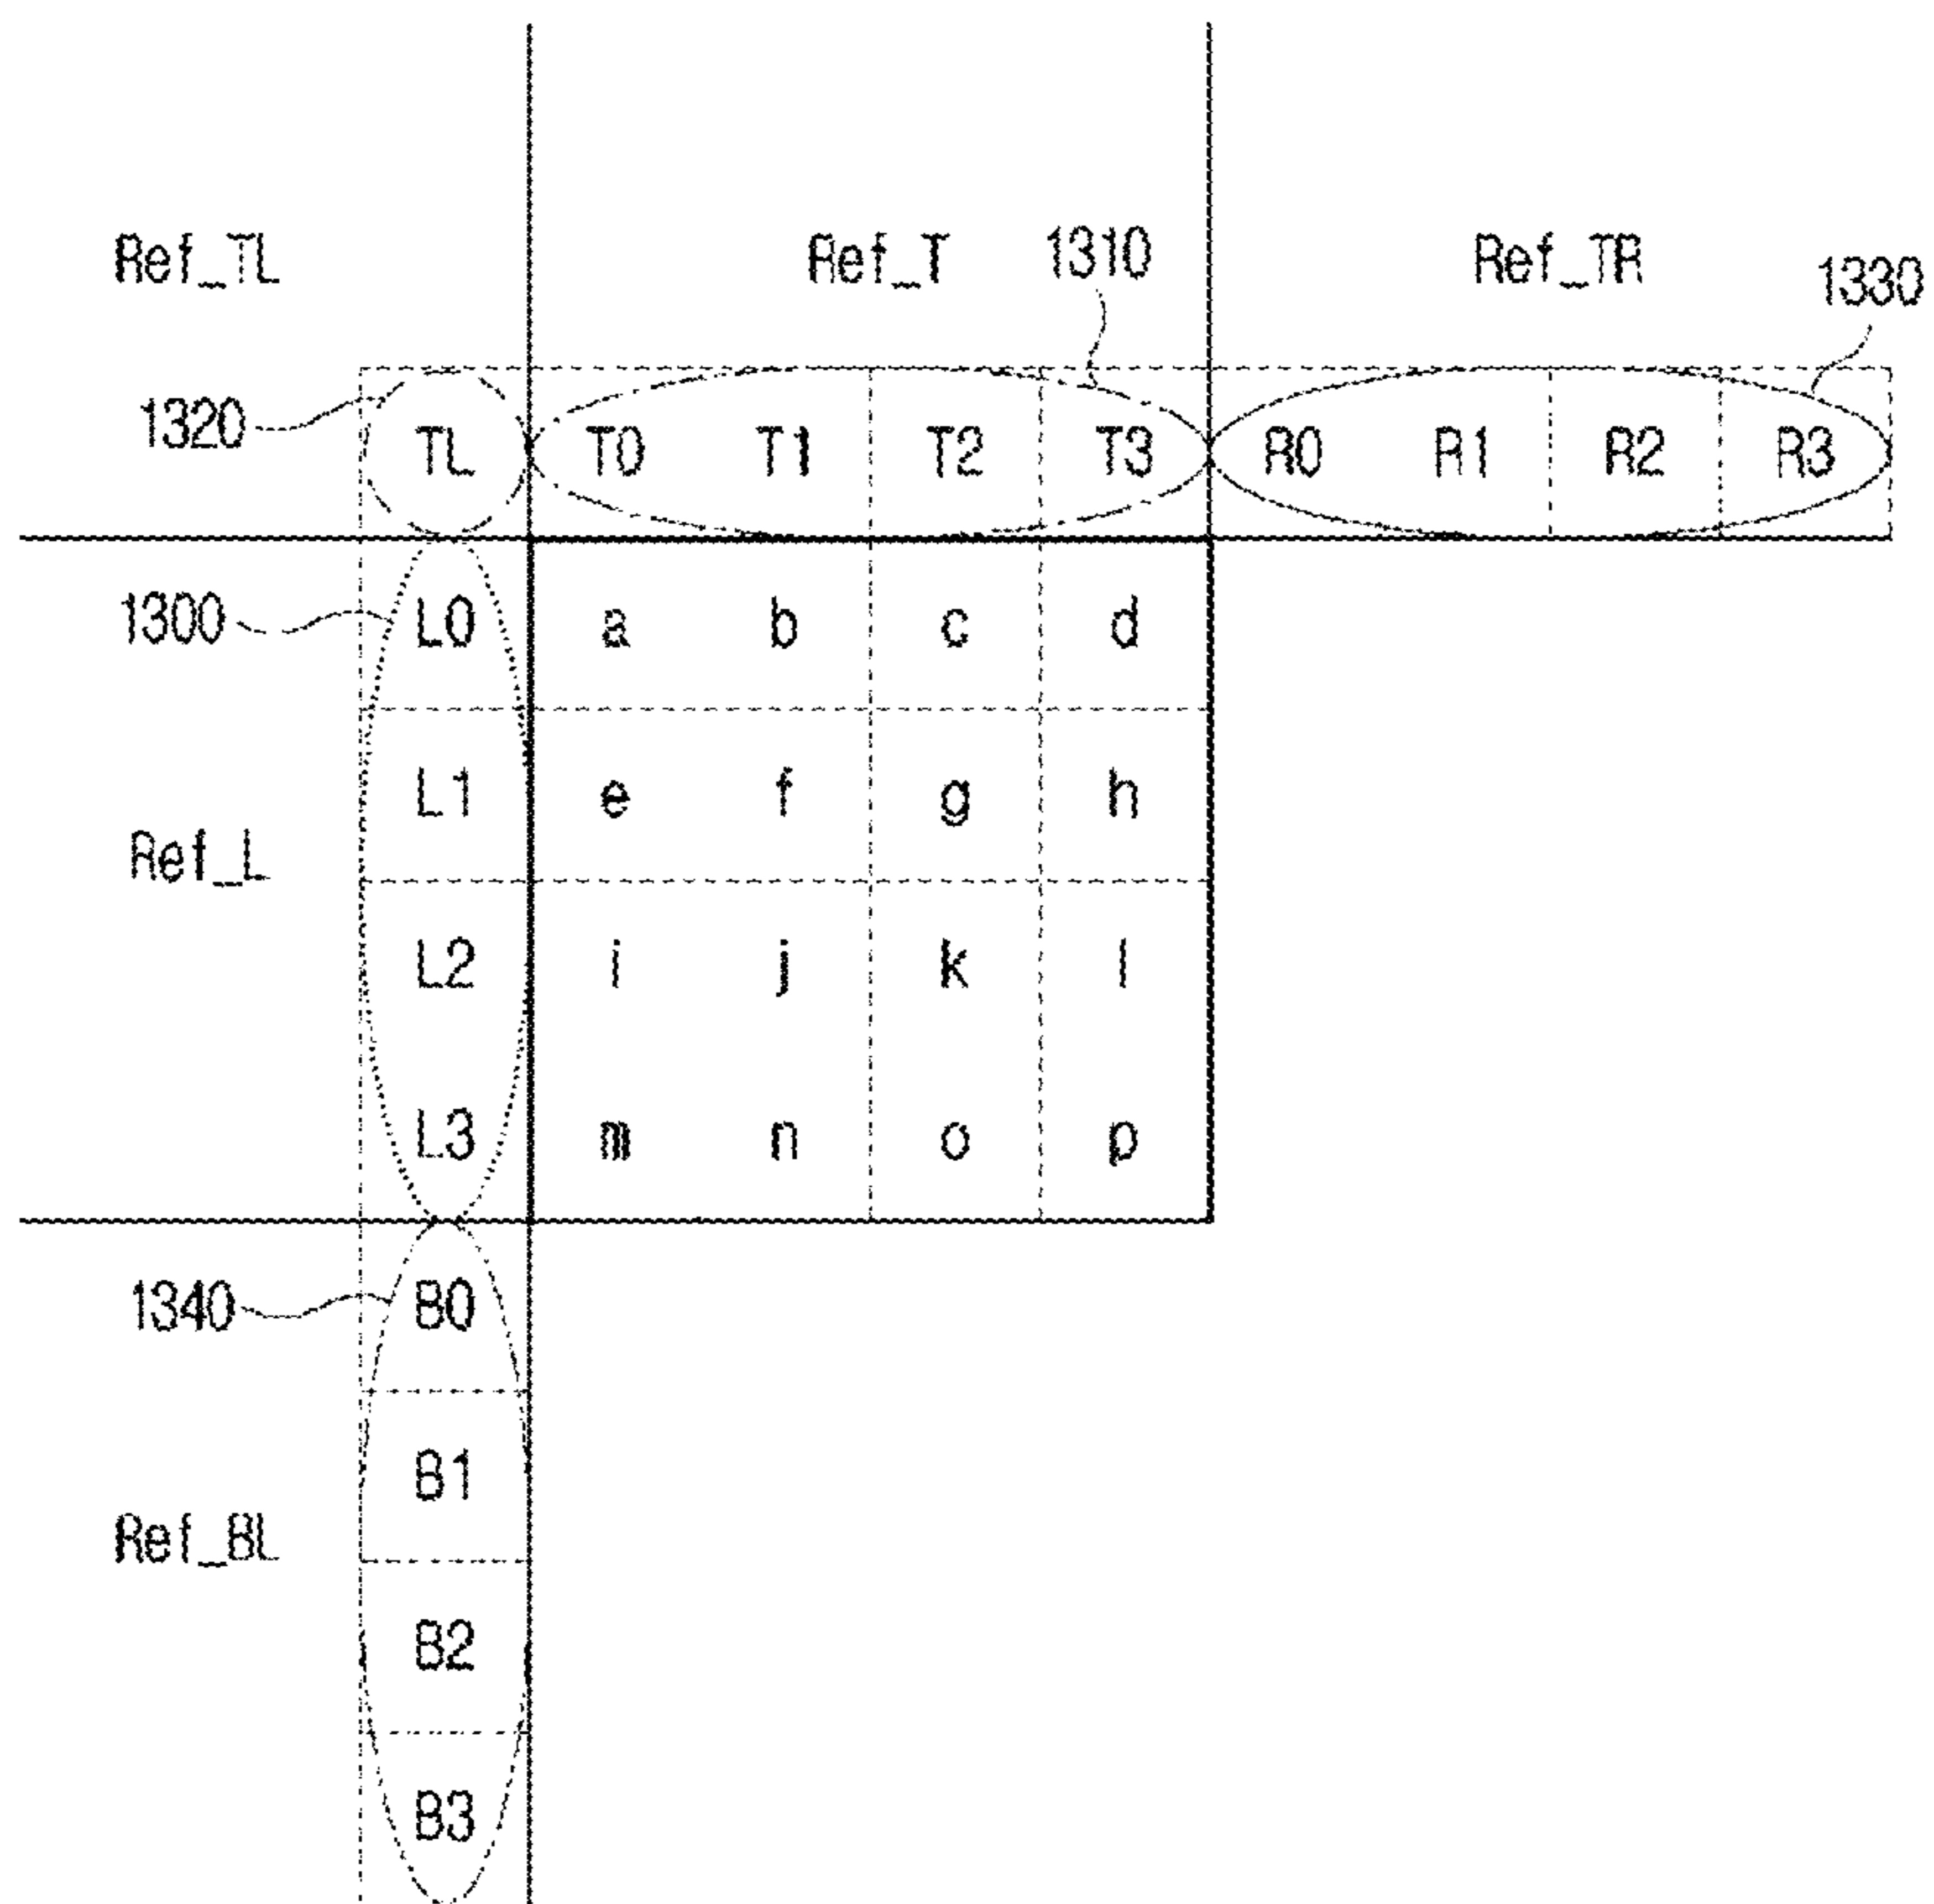 Ref_TL Ref_T 1310 Ref_TR 1330
1320 TL T0 T1 T2 T3 R0 R1 R2 R3
1300 L0 a b c d
L1 e f g h
Ref_L
L2 i j k l
L3 m n o p
1340 B0
B1
Ref_BL
B2
B3